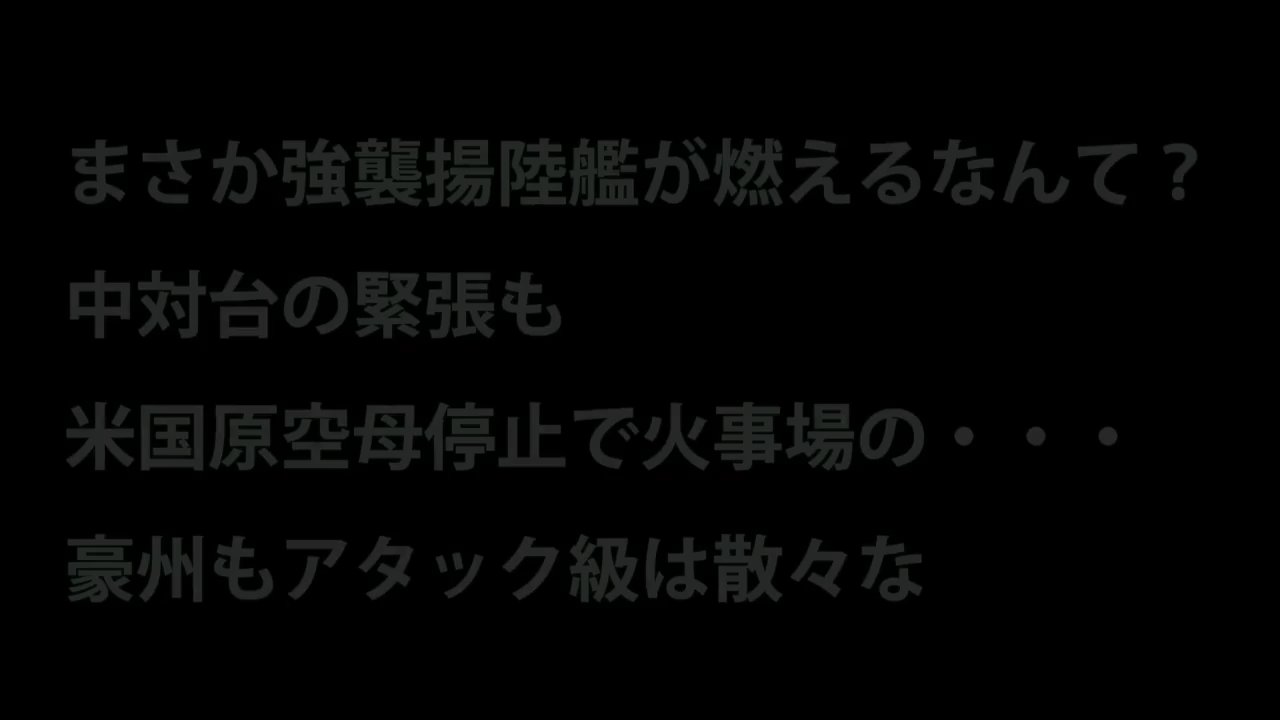 まさか強襲揚陸艦が燃えるなんて？
中対台の緊張も
米国原空母停止で火事場の・・・
豪州もアタック級は散々な